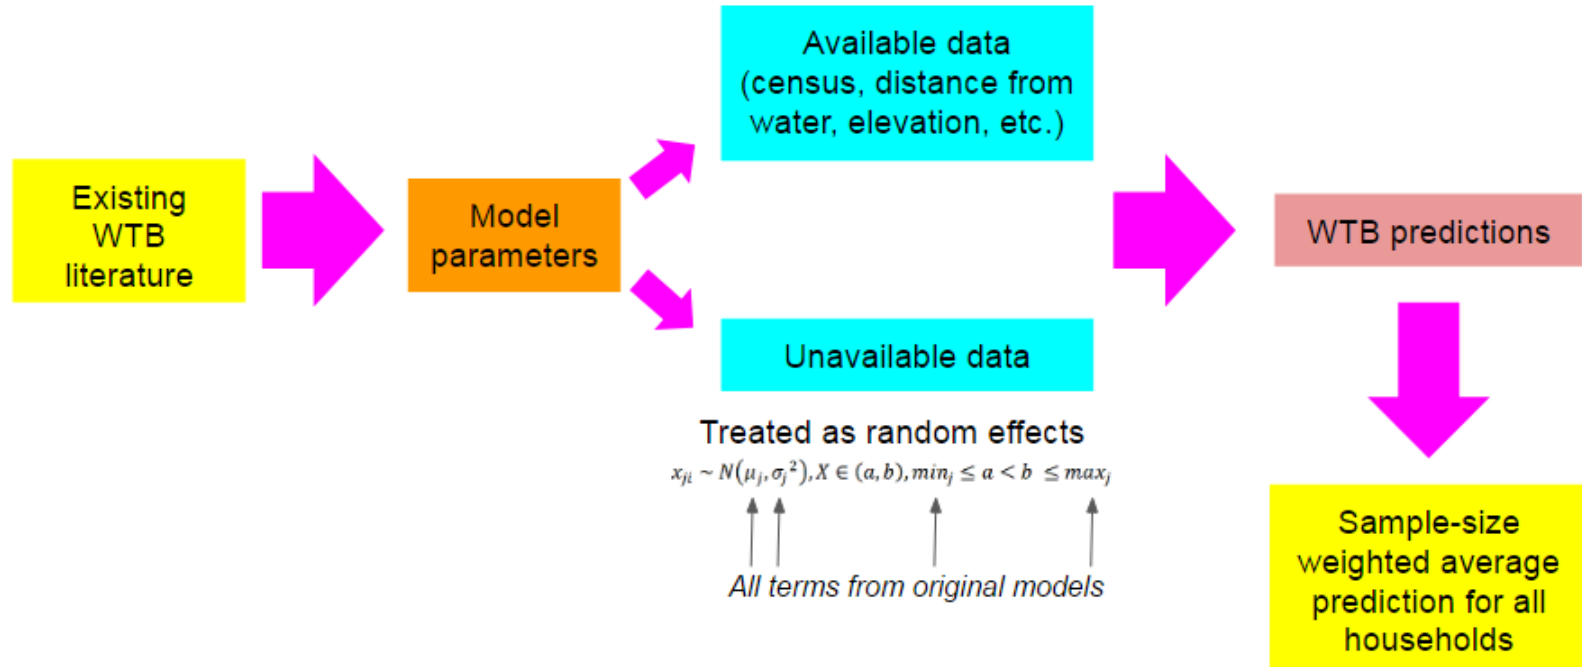 Existing
WTB
literature
Model
parameters
Available data
(census, distance from
water, elevation, etc.)
Unavailable data
Treated as random effects
x_{ji} ~ N(μ_j, σ_j²), X ∈ (a, b), min_j ≤ a < b ≤ max_j
All terms from original models
WTB predictions
Sample-size
weighted average
prediction for all
households